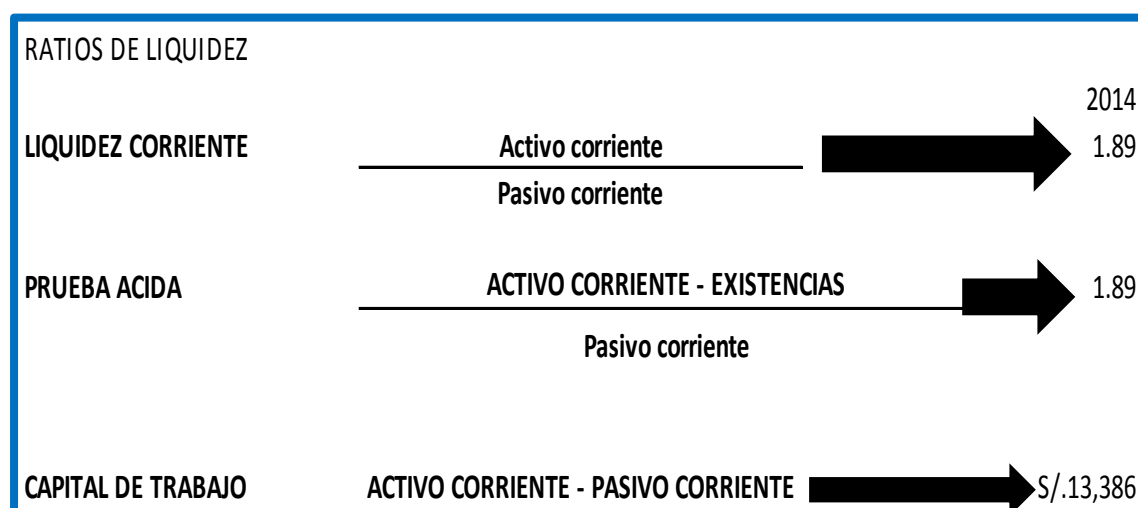 RATIOS DE LIQUIDEZ
2014
LIQUIDEZ CORRIENTE Activo corriente 1.89
Pasivo corriente
PRUEBA ACIDA ACTIVO CORRIENTE - EXISTENCIAS 1.89
Pasivo corriente
CAPITAL DE TRABAJO ACTIVO CORRIENTE - PASIVO CORRIENTE S/.13,386